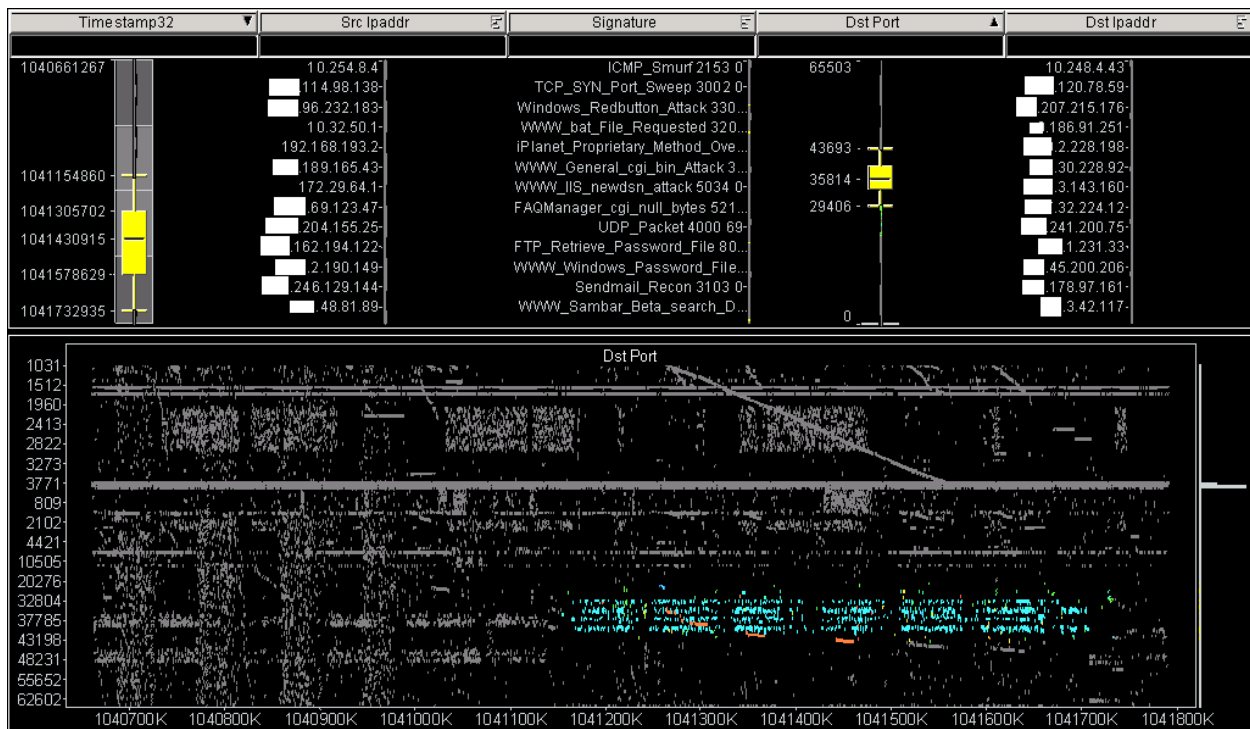 Timestamp32 Src Ipaddr Signature Dst Port Dst Ipaddr
1040661267 10.254.8.4 ICMP_Smurf 2153 0 65503 10.248.4.43
.114.98.138 TCP_SYN_Port_Sweep 3002 0 .120.78.59
.96.232.183 Windows_Redbutton_Attack 330... .207.215.176
10.32.50.1 WWW_bat_File_Requested 320... .186.91.251
192.168.193.2 iPlanet_Proprietary_Method_Ove... 43693 .2.228.198
1041154860 .189.165.43 WWW_General_cgi_bin_Attack 3... 35814 .30.228.92
172.29.64.1 WWW_IIS_newdsn_attack 5034 0 .3.143.160
1041305702 .69.123.47 FAQManager_cgi_null_bytes 521... 29406 .32.224.12
1041430915 .204.155.25 UDP_Packet 4000 69 .241.200.75
.162.194.122 FTP_Retrieve_Password_File 80... .1.231.33
1041578629 .2.190.149 WWW_Windows_Password_File... .45.200.206
.246.129.144 Sendmail_Recon 3103 0 .178.97.161
1041732935 .48.81.89 WWW_Sambar_Beta_search_D... 0 .3.42.117
Dst Port
1031
1512
1960
2413
2822
3273
3771
809
2102
4421
10505
20276
32804
37785
43198
48231
55652
62602
1040700K 1040800K 1040900K 1041000K 1041100K 1041200K 1041300K 1041400K 1041500K 1041600K 1041700K 1041800K